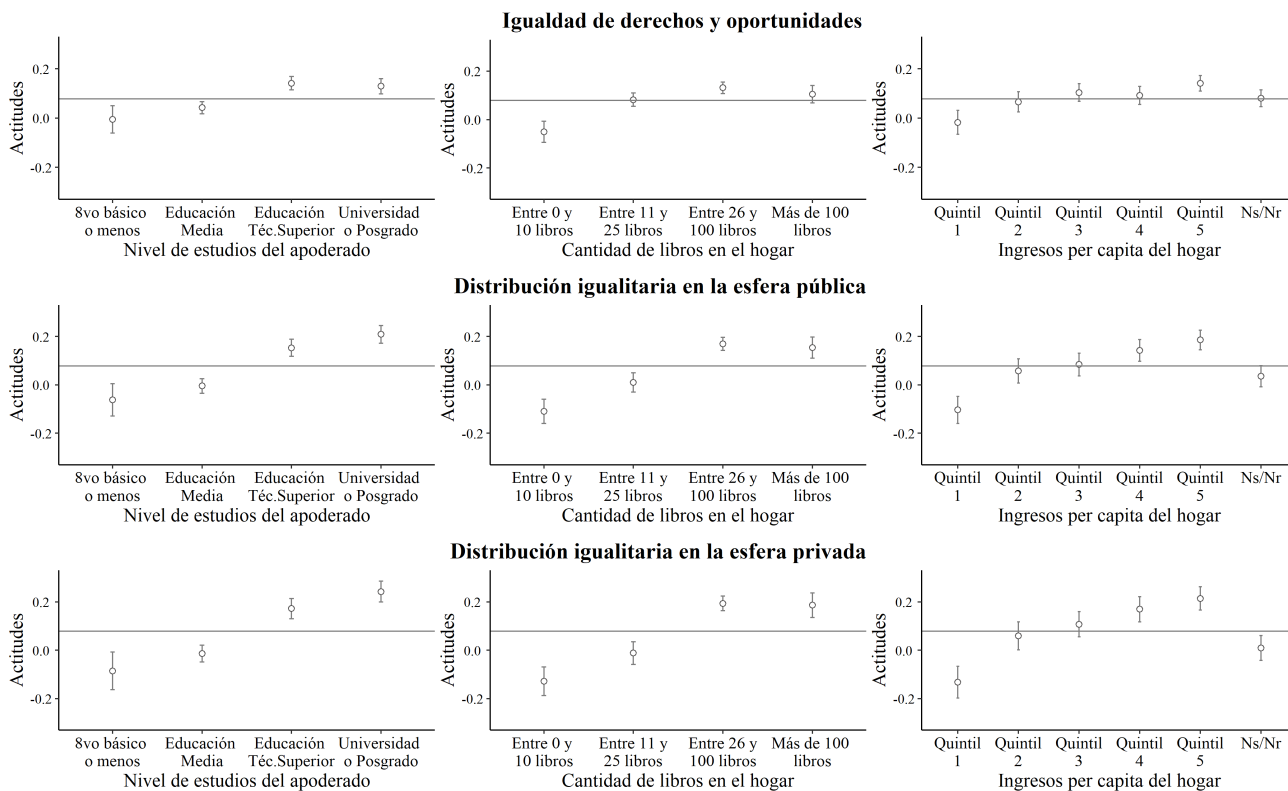 Igualdad de derechos y oportunidades
Actitudes
0.2
0.0
-0.2
8vo básico Educación Educación Universidad
o menos Media Téc.Superior o Posgrado
Nivel de estudios del apoderado
Actitudes
0.2
0.0
-0.2
Entre 0 y Entre 11 y Entre 26 y Más de 100
10 libros 25 libros 100 libros libros
Cantidad de libros en el hogar
Actitudes
0.2
0.0
-0.2
Quintil Quintil Quintil Quintil Quintil Ns/Nr
1 2 3 4 5
Ingresos per capita del hogar
Distribución igualitaria en la esfera pública
Actitudes
0.2
0.0
-0.2
8vo básico Educación Educación Universidad
o menos Media Téc.Superior o Posgrado
Nivel de estudios del apoderado
Actitudes
0.2
0.0
-0.2
Entre 0 y Entre 11 y Entre 26 y Más de 100
10 libros 25 libros 100 libros libros
Cantidad de libros en el hogar
Actitudes
0.2
0.0
-0.2
Quintil Quintil Quintil Quintil Quintil Ns/Nr
1 2 3 4 5
Ingresos per capita del hogar
Distribución igualitaria en la esfera privada
Actitudes
0.2
0.0
-0.2
8vo básico Educación Educación Universidad
o menos Media Téc.Superior o Posgrado
Nivel de estudios del apoderado
Actitudes
0.2
0.0
-0.2
Entre 0 y Entre 11 y Entre 26 y Más de 100
10 libros 25 libros 100 libros libros
Cantidad de libros en el hogar
Actitudes
0.2
0.0
-0.2
Quintil Quintil Quintil Quintil Quintil Ns/Nr
1 2 3 4 5
Ingresos per capita del hogar